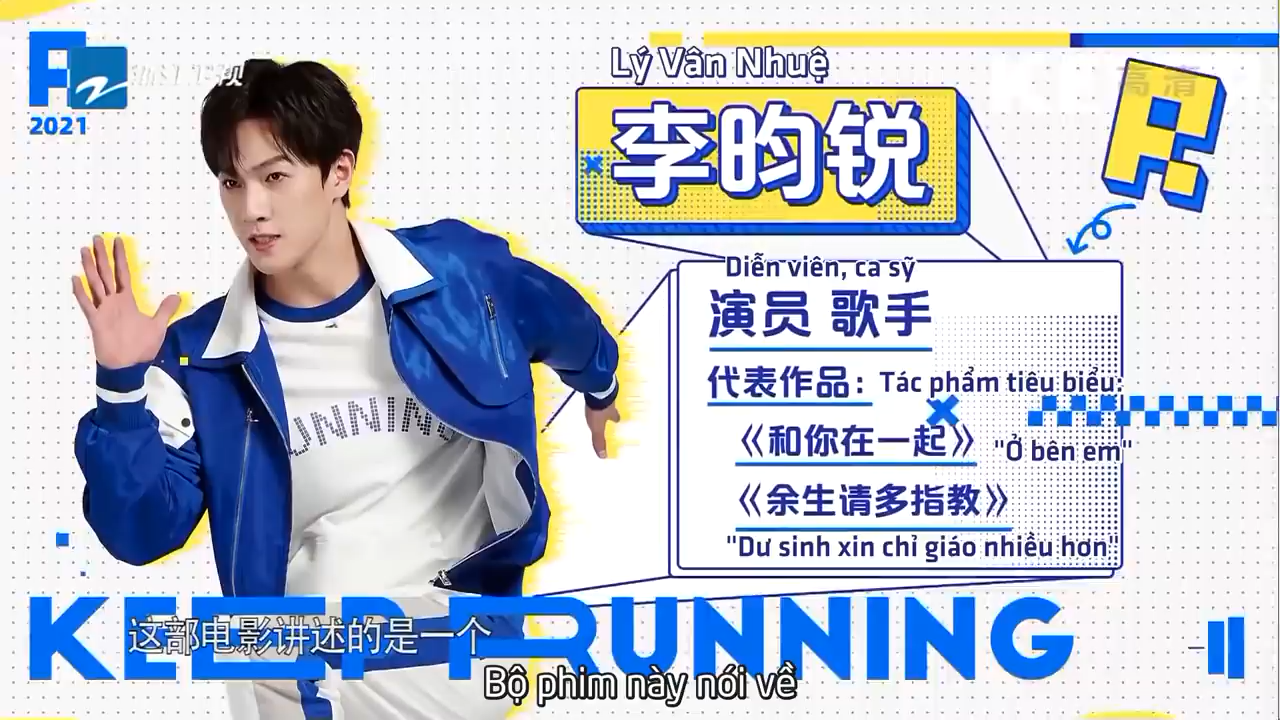 2021
高清
Lý Vân Nhuệ
李昀锐
Diễn viên, ca sỹ
演员 歌手
代表作品： Tác phẩm tiêu biểu:
《和你在一起》 "Ở bên em"
《余生请多指教》
"Dư sinh xin chỉ giáo nhiều hơn"
RUNNING
KEEP RUNNING
这部电影讲述的是一个
Bộ phim này nói về